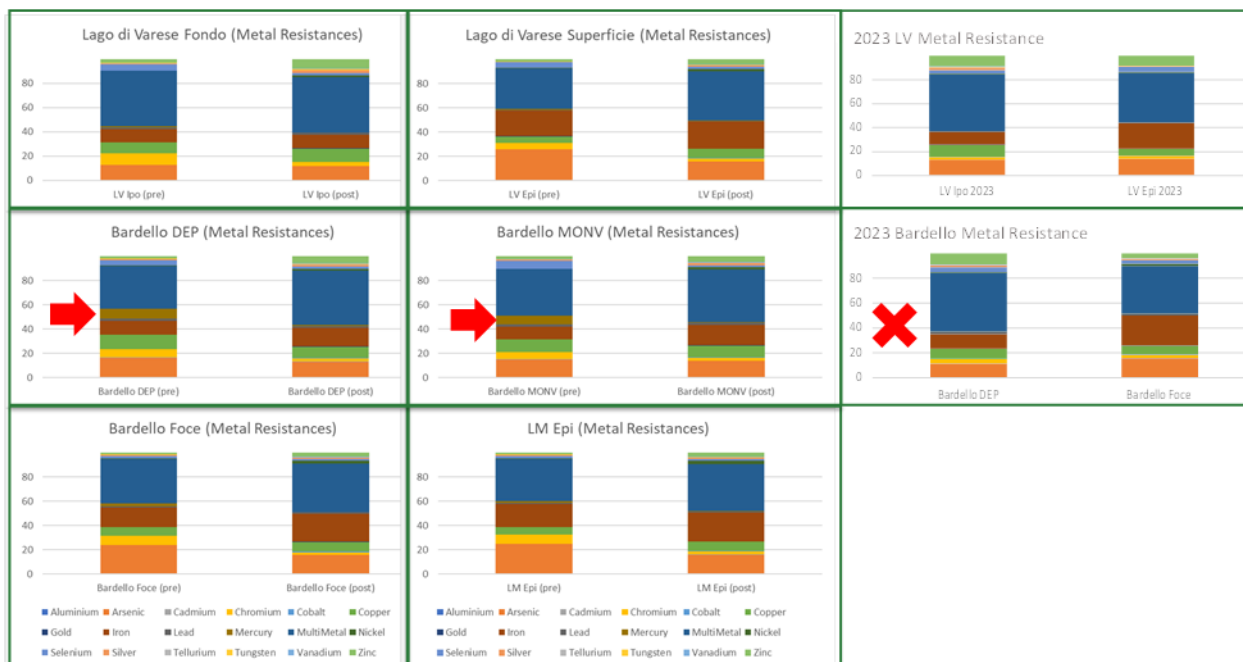 Lago di Varese Fondo (Metal Resistances)
80
60
40
20
0
LV Ipo (pre)
LV Ipo (post)
Lago di Varese Superficie (Metal Resistances)
80
60
40
20
0
LV Epi (pre)
LV Epi (post)
2023 LV Metal Resistance
80
60
40
20
0
LV Ipo 2023
LV Epi 2023
Bardello DEP (Metal Resistances)
80
60
40
20
0
Bardello DEP (pre)
Bardello DEP (post)
Bardello MONV (Metal Resistances)
80
60
40
20
0
Bardello MONV (pre)
Bardello MONV (post)
2023 Bardello Metal Resistance
80
60
40
20
0
Bardello DEP
Bardello Foce
Bardello Foce (Metal Resistances)
80
60
40
20
0
Bardello Foce (pre)
Bardello Foce (post)
Aluminium Arsenic Cadmium Chromium Cobalt Copper
Gold Iron Lead Mercury MultiMetal Nickel
Selenium Silver Tellurium Tungsten Vanadium Zinc
LM Epi (Metal Resistances)
80
60
40
20
0
LM Epi (pre)
LM Epi (post)
Aluminium Arsenic Cadmium Chromium Cobalt Copper
Gold Iron Lead Mercury MultiMetal Nickel
Selenium Silver Tellurium Tungsten Vanadium Zinc